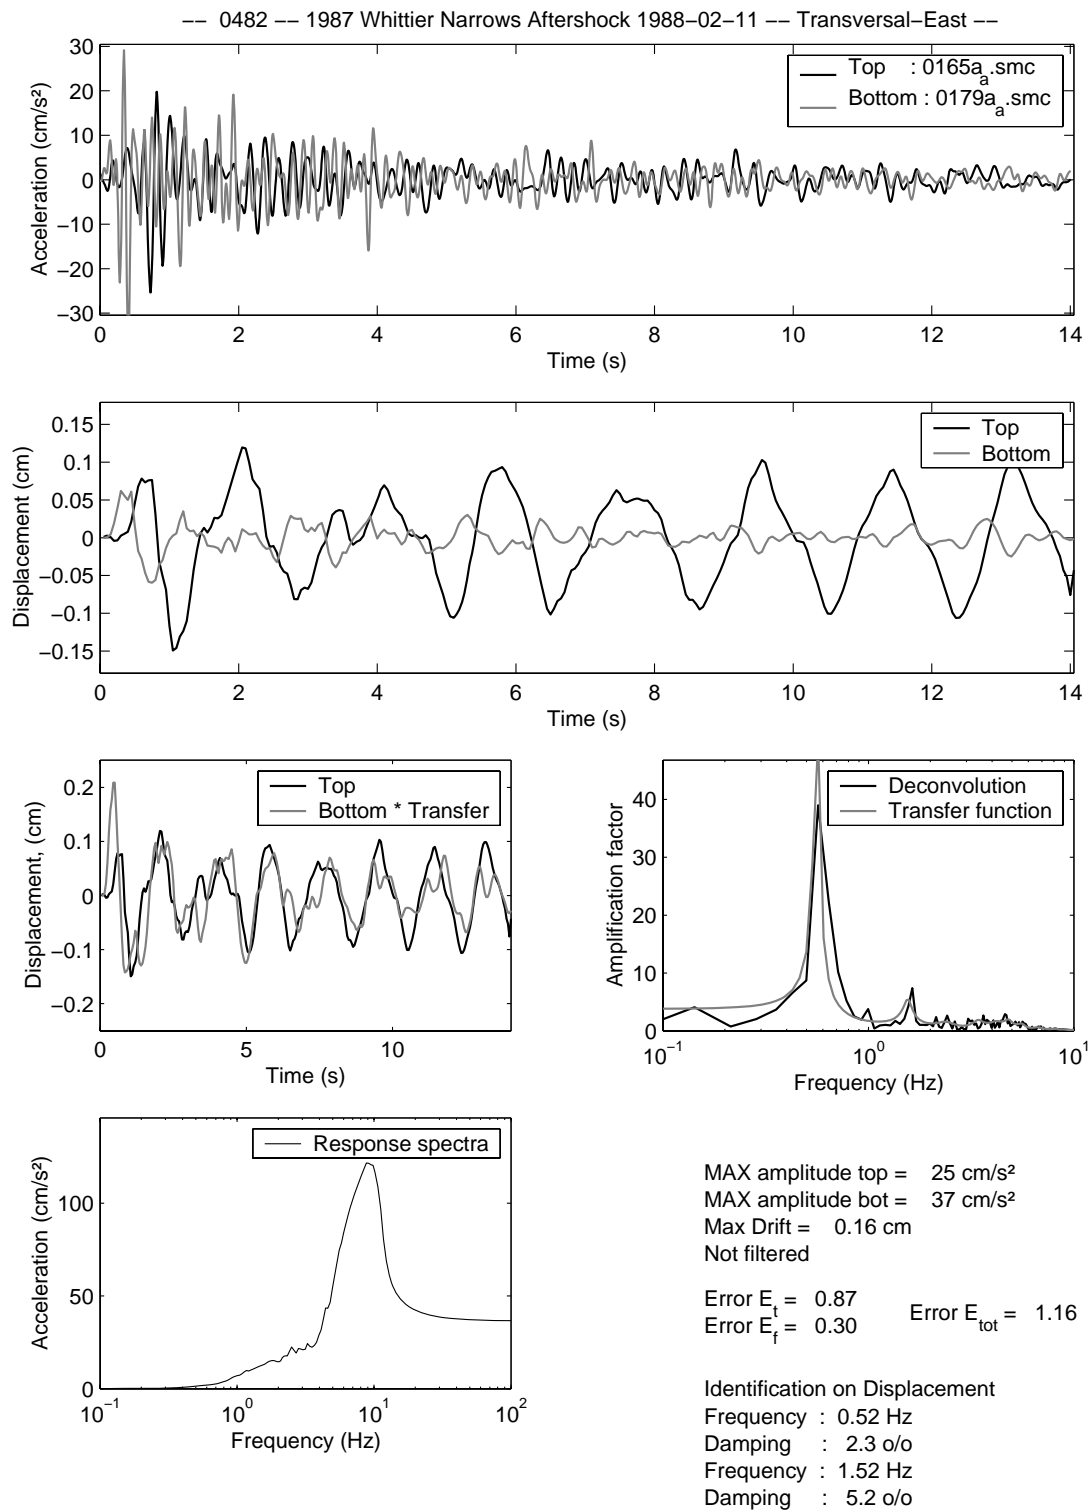 −− 0482 −− 1987 Whittier Narrows Aftershock 1988−02−11 −− Transversal−East −−
30
20
10
0
−10
−20
−30
Acceleration (cm/s²)
Top : 0165a_a.smc
Bottom : 0179a_a.smc
0 2 4 6 8 10 12 14
Time (s)
0.15
0.1
0.05
0
−0.05
−0.1
−0.15
Displacement (cm)
Top
Bottom
0 2 4 6 8 10 12 14
Time (s)
0.2
0.1
0
−0.1
−0.2
Displacement, (cm)
Top
Bottom * Transfer
0 5 10
Time (s)
40
30
20
10
0
Amplification factor
Deconvolution
Transfer function
10^−1 10^0 10^1
Frequency (Hz)
100
50
0
Acceleration (cm/s²)
Response spectra
10^−1 10^0 10^1 10^2
Frequency (Hz)
MAX amplitude top = 25 cm/s²
MAX amplitude bot = 37 cm/s²
Max Drift = 0.16 cm
Not filtered
Error E_t = 0.87
Error E_f = 0.30
Error E_tot = 1.16
Identification on Displacement
Frequency : 0.52 Hz
Damping : 2.3 o/o
Frequency : 1.52 Hz
Damping : 5.2 o/o